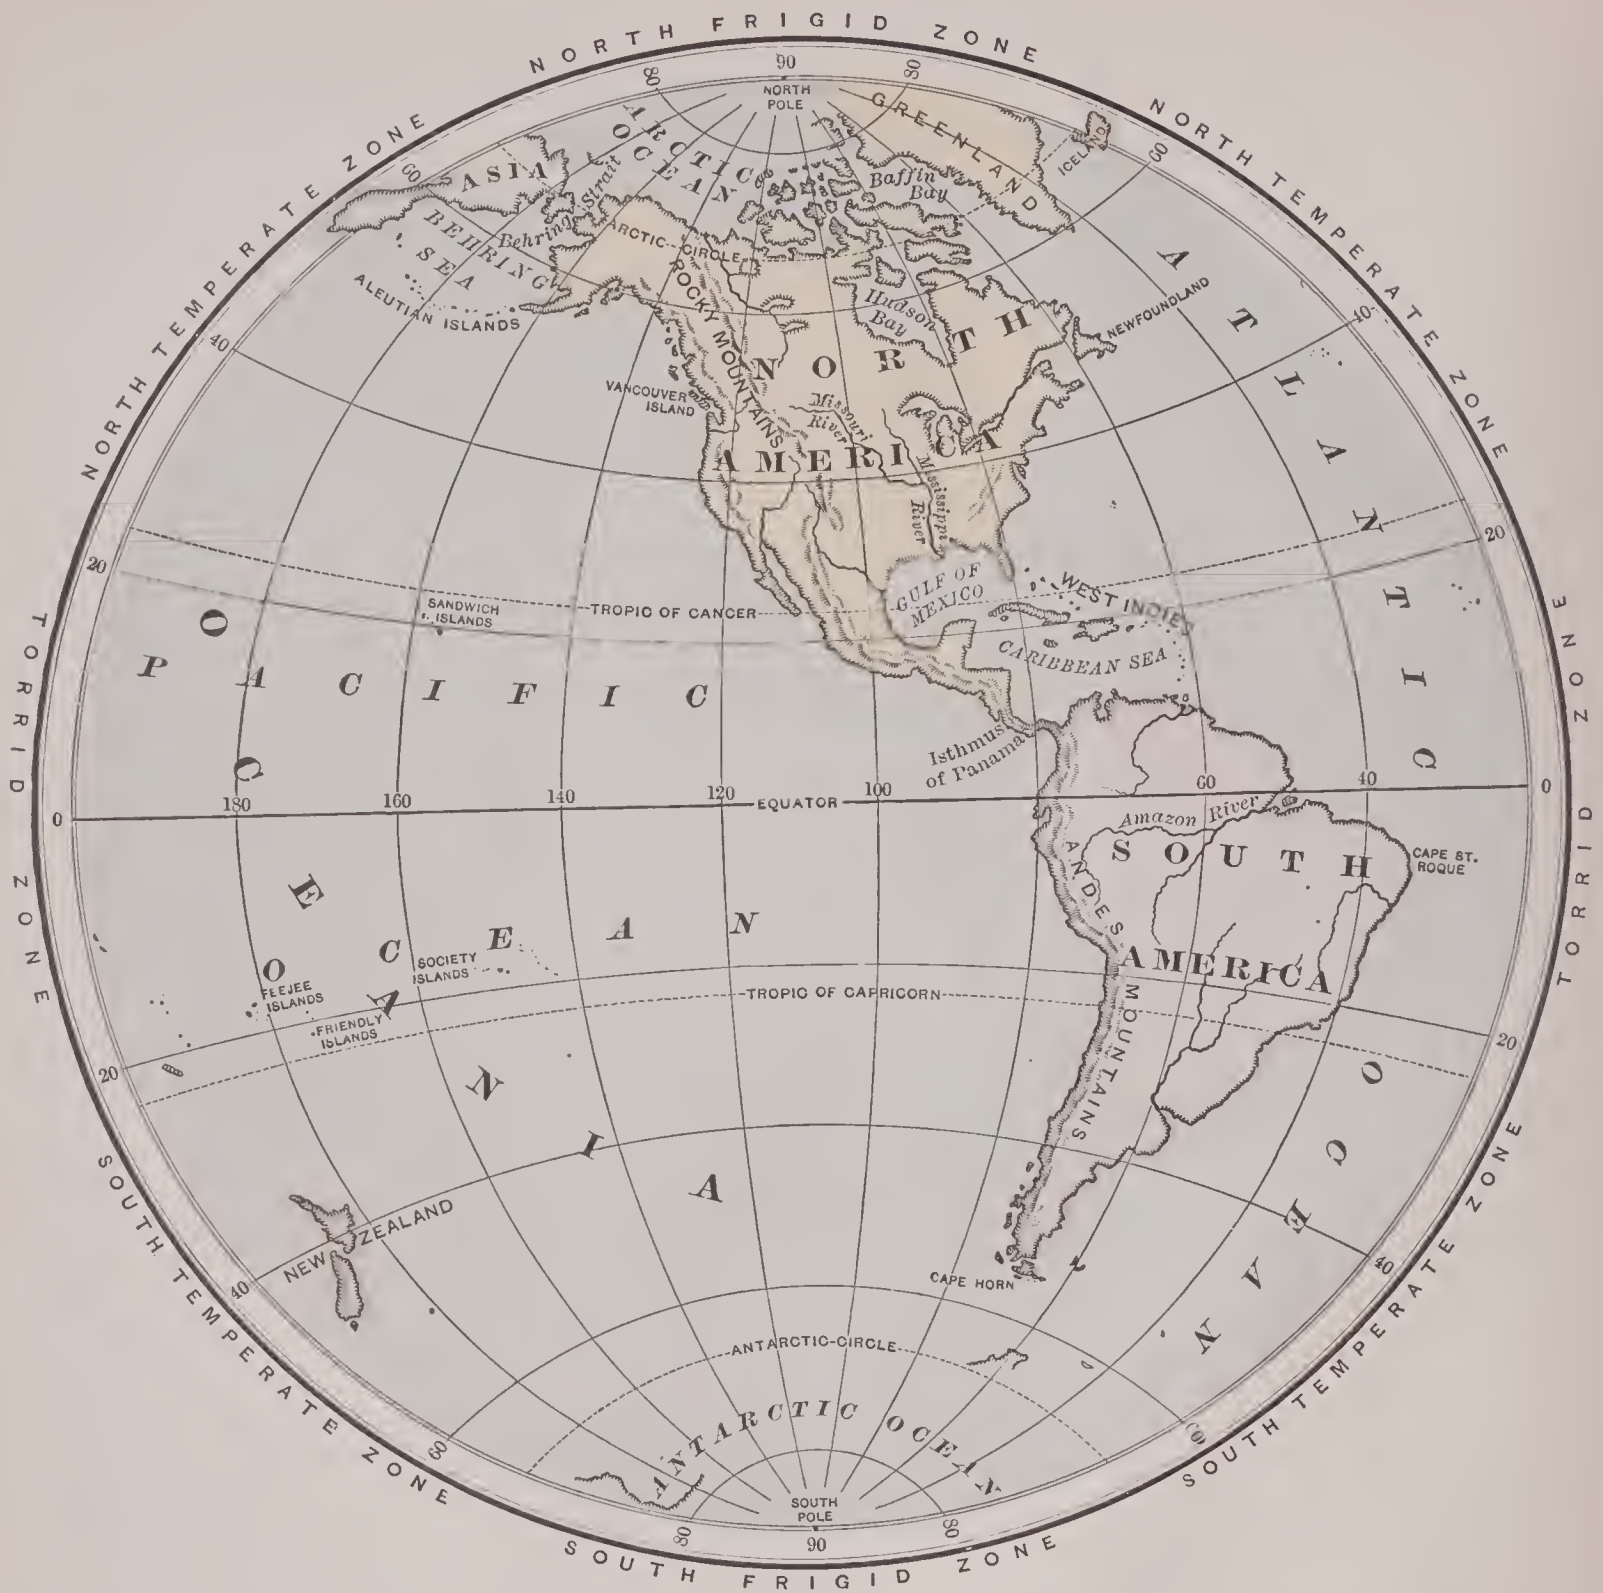 NORTH FRIGID ZONE
NORTH TEMPERATE ZONE
NORTH TEMPERATE ZONE
80
90
80
NORTH
POLE
ARCTIC
OCEAN
GREENLAND
ICELAND
60
60
ASIA
Behring Strait
BEHRING
SEA
ALEUTIAN ISLANDS
Baffin
Bay
ARCTIC-CIRCLE
ROCKY MOUNTAINS
Hudson
Bay
NEWFOUNDLAND
40
40
NORTH
AMERICA
VANCOUVER
ISLAND
Missouri
River
Mississippi
River
ATLANTIC
OCEAN
20
20
TROPIC OF CANCER
SANDWICH
ISLANDS
GULF OF
MEXICO
WEST INDIES
CARIBBEAN SEA
PACIFIC
OCEAN
Isthmus
of Panama
TORRID ZONE
TORRID ZONE
0
180
160
140
120
EQUATOR
100
60
40
0
Amazon River
SOUTH
AMERICA
CAPE ST.
ROQUE
ANDES MOUNTAINS
OCEANIA
SOCIETY
ISLANDS
FEEJEE
ISLANDS
FRIENDLY
ISLANDS
TROPIC OF CAPRICORN
20
20
NEW ZEALAND
40
40
CAPE HORN
ANTARCTIC-CIRCLE
ANTARCTIC OCEAN
60
60
SOUTH
POLE
80
90
80
SOUTH TEMPERATE ZONE
SOUTH TEMPERATE ZONE
SOUTH FRIGID ZONE